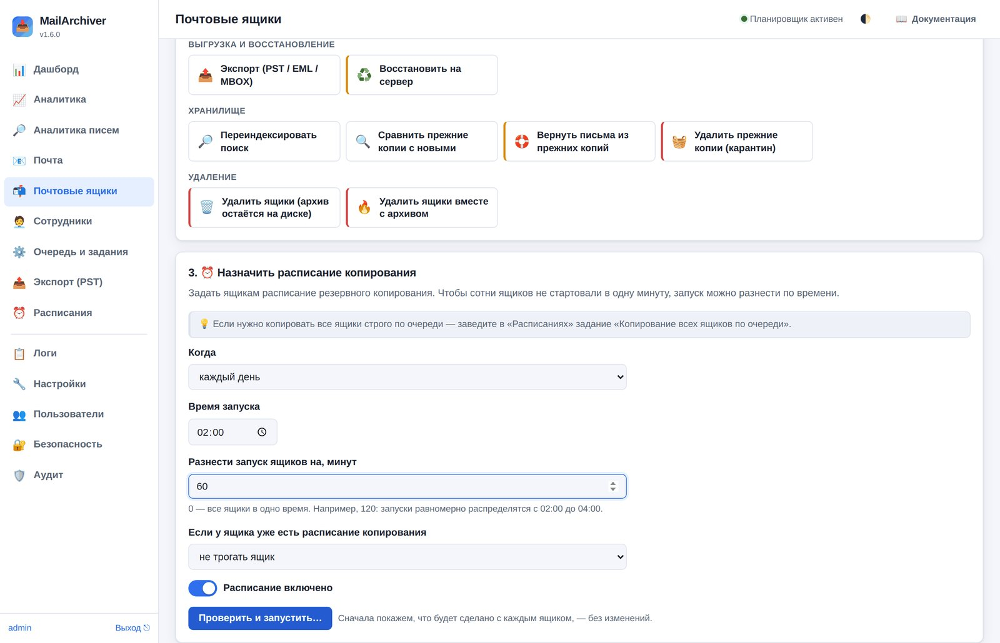 MailArchiver
v1.6.0
Дашборд
Аналитика
Аналитика писем
Почта
Почтовые ящики
Сотрудники
Очередь и задания
Экспорт (PST)
Расписания
Логи
Настройки
Пользователи
Безопасность
Аудит
admin
Выход
Почтовые ящики
Планировщик активен
Документация
ВЫГРУЗКА И ВОССТАНОВЛЕНИЕ
Экспорт (PST / EML /
MBOX)
Восстановить на
сервер
ХРАНИЛИЩЕ
Переиндексировать
поиск
Сравнить прежние
копии с новыми
Вернуть письма из
прежних копий
Удалить прежние
копии (карантин)
УДАЛЕНИЕ
Удалить ящики (архив
остаётся на диске)
Удалить ящики вместе
с архивом
3. Назначить расписание копирования
Задать ящикам расписание резервного копирования. Чтобы сотни ящиков не стартовали в одну минуту, запуск можно разнести по времени.
Если нужно копировать все ящики строго по очереди — заведите в «Расписаниях» задание «Копирование всех ящиков по очереди».
Когда
каждый день
Время запуска
02:00
Разнести запуск ящиков на, минут
60
0 — все ящики в одно время. Например, 120: запуски равномерно распределятся с 02:00 до 04:00.
Если у ящика уже есть расписание копирования
не трогать ящик
Расписание включено
Проверить и запустить…
Сначала покажем, что будет сделано с каждым ящиком, — без изменений.